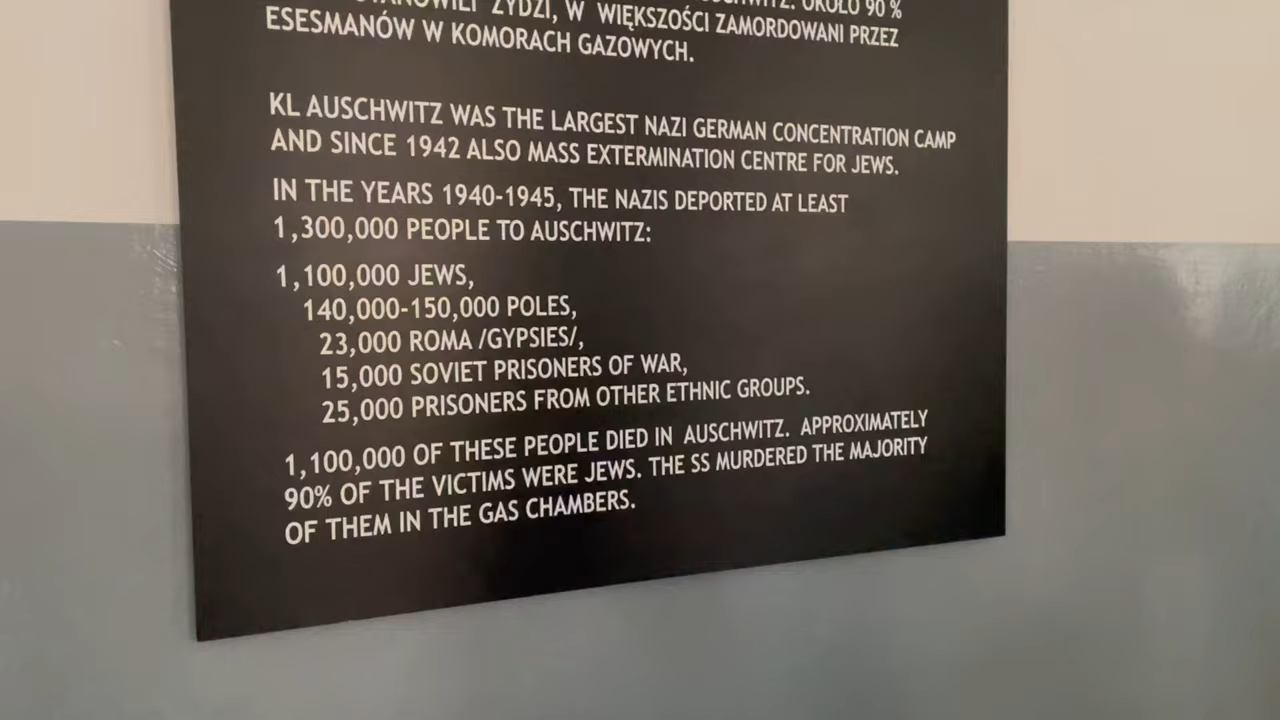 ŻYDZI, W WIĘKSZOŚCI ZAMORDOWANI PRZEZ
ESESMANÓW W KOMORACH GAZOWYCH.
KL AUSCHWITZ WAS THE LARGEST NAZI GERMAN CONCENTRATION CAMP
AND SINCE 1942 ALSO MASS EXTERMINATION CENTRE FOR JEWS.
IN THE YEARS 1940-1945, THE NAZIS DEPORTED AT LEAST
1,300,000 PEOPLE TO AUSCHWITZ:
1,100,000 JEWS,
140,000-150,000 POLES,
23,000 ROMA /GYPSIES/,
15,000 SOVIET PRISONERS OF WAR,
25,000 PRISONERS FROM OTHER ETHNIC GROUPS.
1,100,000 OF THESE PEOPLE DIED IN AUSCHWITZ. APPROXIMATELY
90% OF THE VICTIMS WERE JEWS. THE SS MURDERED THE MAJORITY
OF THEM IN THE GAS CHAMBERS.